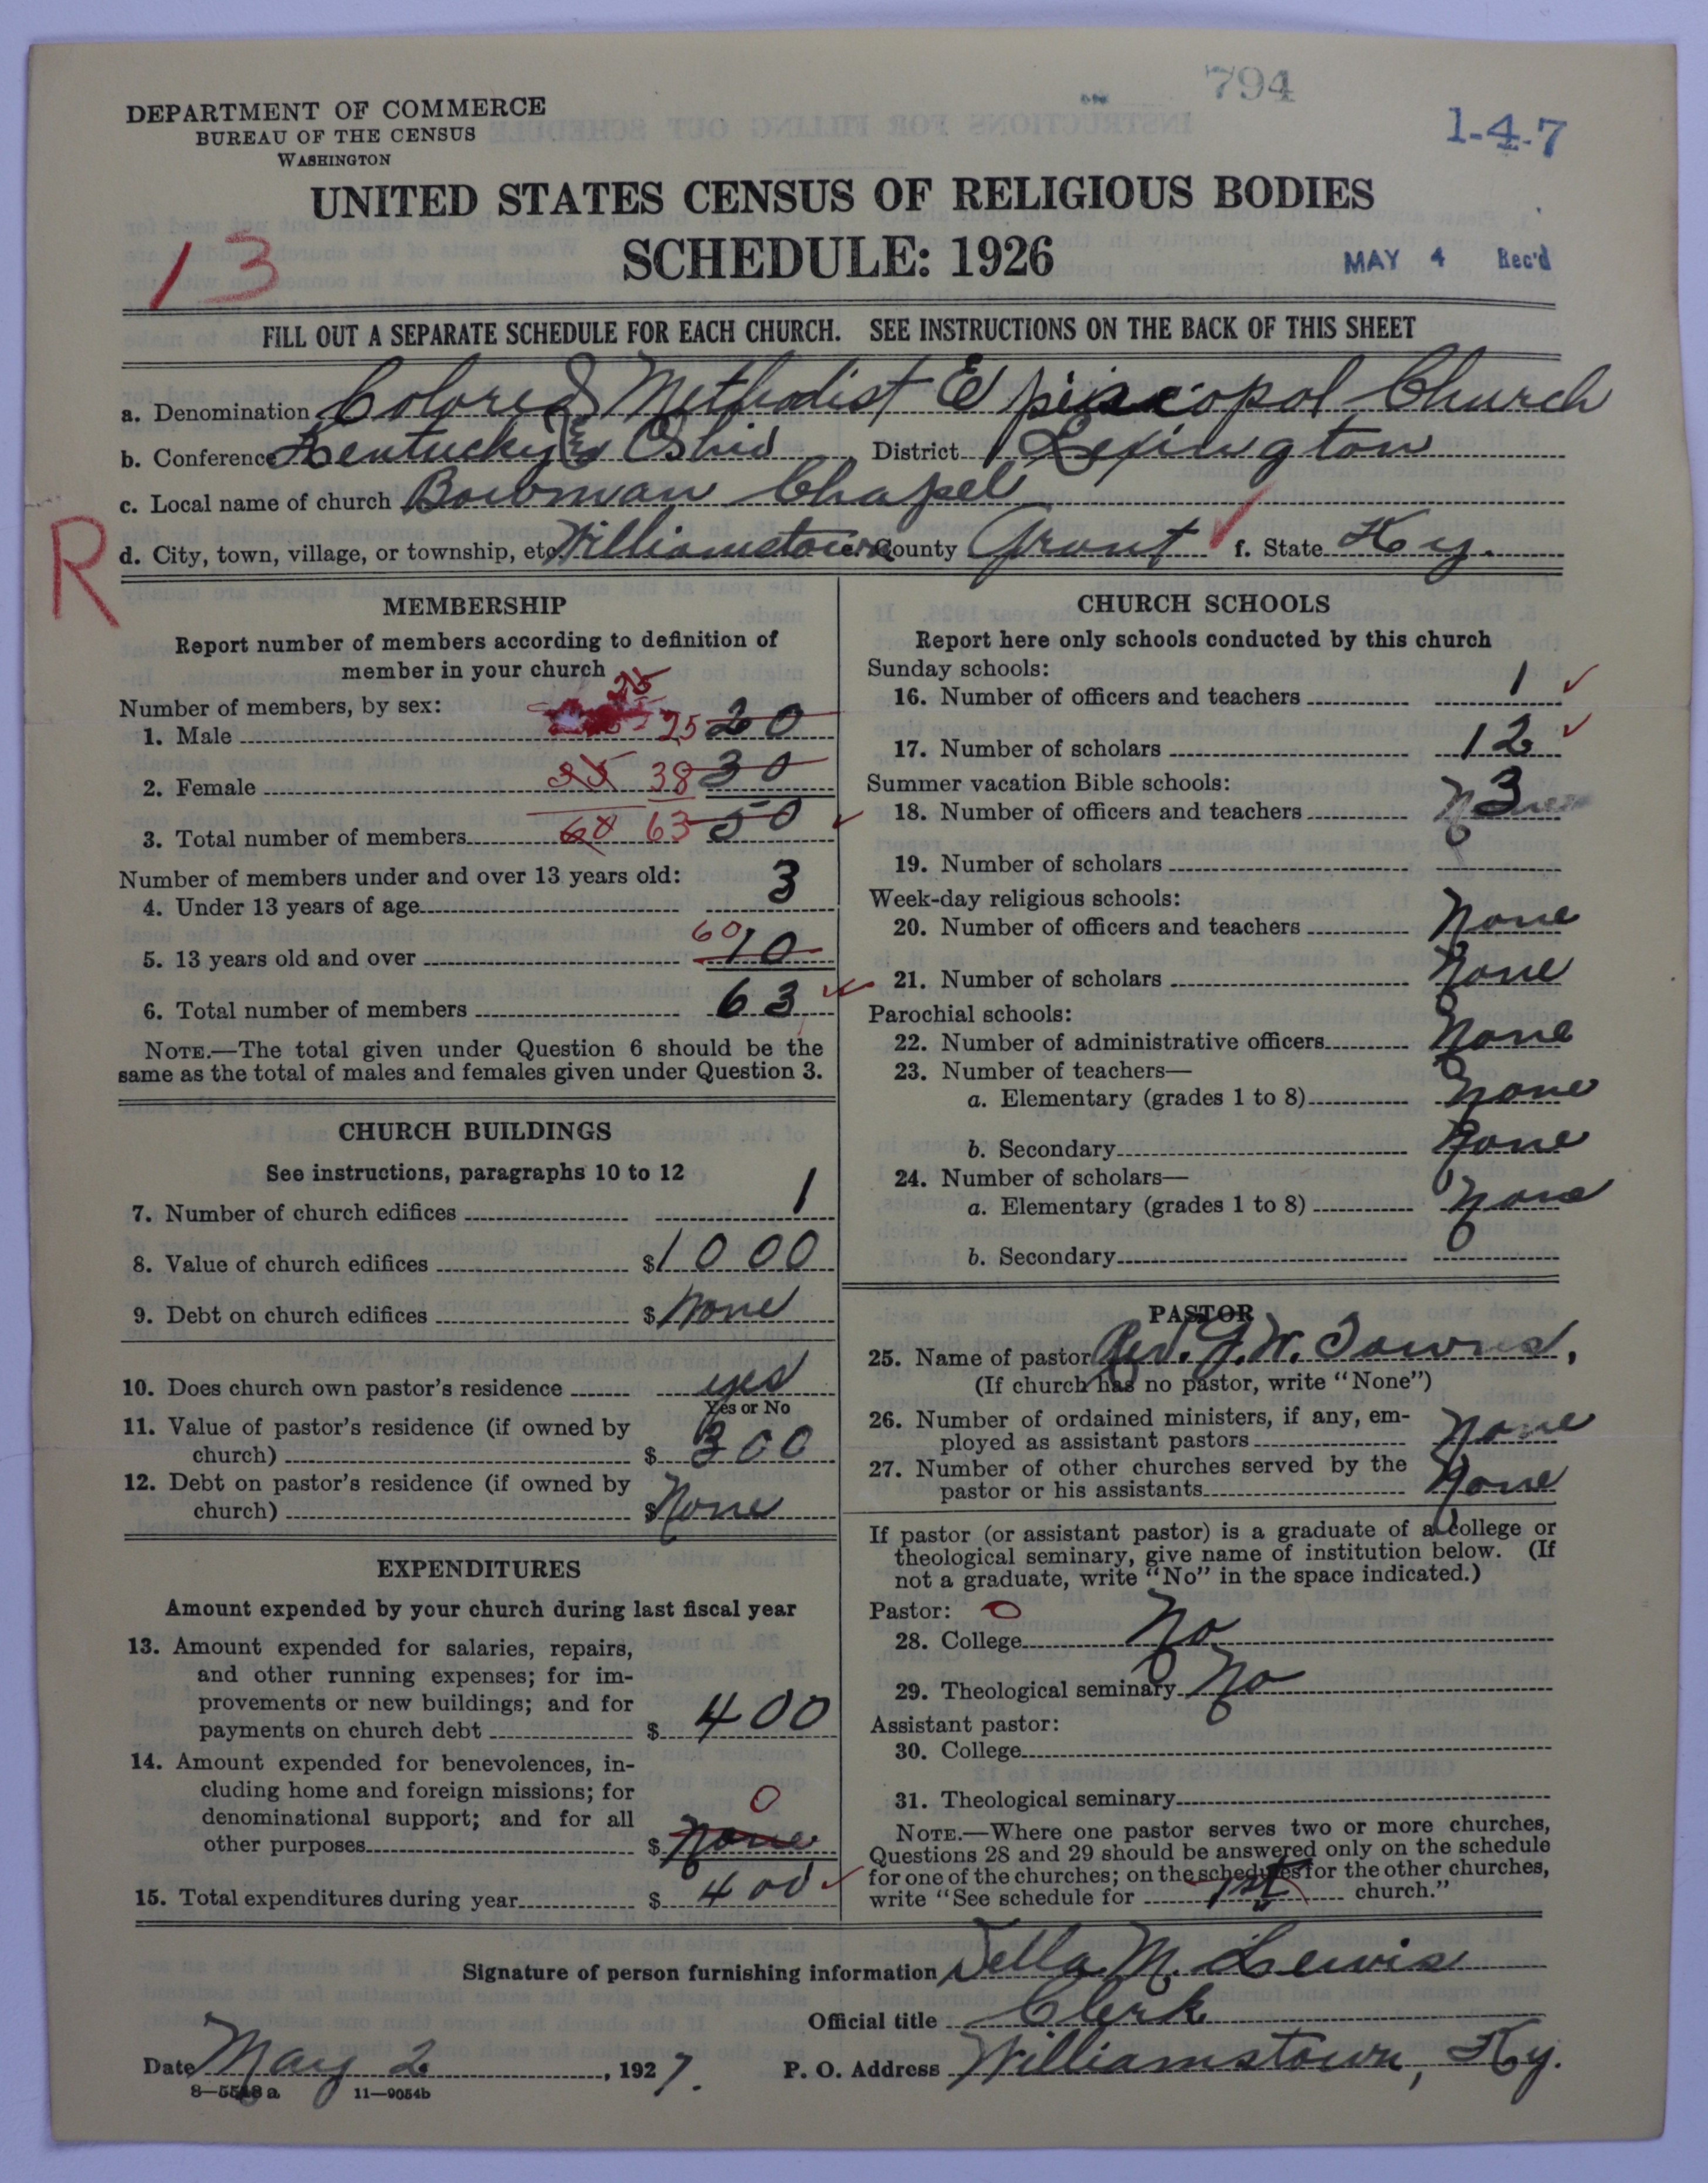 794
1-4-7
DEPARTMENT OF COMMERCE
BUREAU OF THE CENSUS
WASHINGTON
UNITED STATES CENSUS OF RELIGIOUS BODIES
SCHEDULE: 1926
13
MAY 4 Rec'd
FILL OUT A SEPARATE SCHEDULE FOR EACH CHURCH. SEE INSTRUCTIONS ON THE BACK OF THIS SHEET
a. Denomination Colored Methodist Episcopol Church
b. Conference Kentucky & Ohio District Lexington
c. Local name of church Bowman Chapel
R
d. City, town, village, or township, etc. Williamstown County Grant f. State Ky.
MEMBERSHIP
Report number of members according to definition of
member in your church
Number of members, by sex:
25
1. Male 25 20
2. Female 35 38 30
3. Total number of members 60 63 50
Number of members under and over 13 years old:
4. Under 13 years of age 3
5. 13 years old and over 60 10
6. Total number of members 63
NOTE.—The total given under Question 6 should be the
same as the total of males and females given under Question 3.
CHURCH BUILDINGS
See instructions, paragraphs 10 to 12
7. Number of church edifices 1
8. Value of church edifices $1000
9. Debt on church edifices $None
10. Does church own pastor's residence yes
Yes or No
11. Value of pastor's residence (if owned by
church) $300
12. Debt on pastor's residence (if owned by
church) $None
EXPENDITURES
Amount expended by your church during last fiscal year
13. Amount expended for salaries, repairs,
and other running expenses; for im-
provements or new buildings; and for
payments on church debt $400
14. Amount expended for benevolences, in-
cluding home and foreign missions; for
denominational support; and for all
other purposes $ None 0
15. Total expenditures during year $400
CHURCH SCHOOLS
Report here only schools conducted by this church
Sunday schools:
16. Number of officers and teachers 1
17. Number of scholars 12
Summer vacation Bible schools:
18. Number of officers and teachers 3
19. Number of scholars
Week-day religious schools:
20. Number of officers and teachers None
21. Number of scholars None
Parochial schools:
22. Number of administrative officers None
23. Number of teachers—
a. Elementary (grades 1 to 8) None
b. Secondary None
24. Number of scholars—
a. Elementary (grades 1 to 8) None
b. Secondary
PASTOR
25. Name of pastor Rev. G. W. Towns,
(If church has no pastor, write "None")
26. Number of ordained ministers, if any, em-
ployed as assistant pastors None
27. Number of other churches served by the
pastor or his assistants None
If pastor (or assistant pastor) is a graduate of a college or
theological seminary, give name of institution below. (If
not a graduate, write "No" in the space indicated.)
Pastor: 0
28. College No
29. Theological seminary No
Assistant pastor:
30. College
31. Theological seminary
NOTE.—Where one pastor serves two or more churches,
Questions 28 and 29 should be answered only on the schedule
for one of the churches; on the schedules for the other churches,
write "See schedule for 1st church."
Signature of person furnishing information Della M. Lewis
Official title Clerk
Date May 2, 1927. P. O. Address Williamstown, Ky.
8—5518a 11—9054b